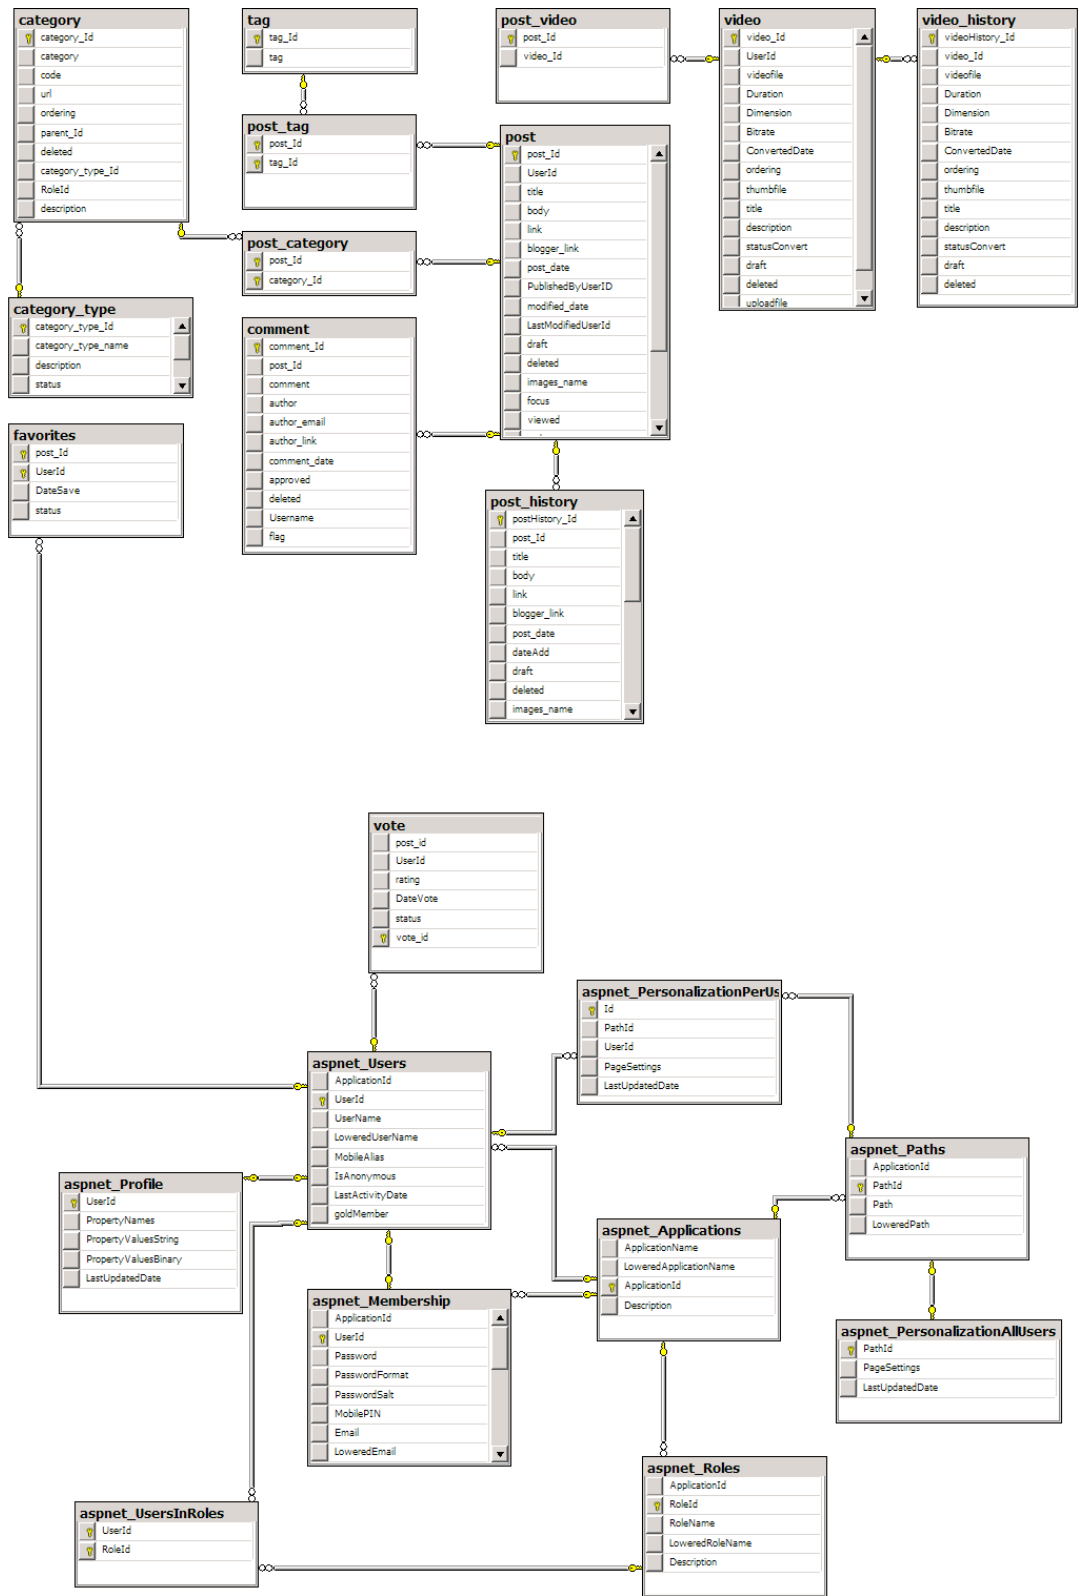 category
category_Id
category
code
url
ordering
parent_Id
deleted
category_type_Id
RoleId
description
tag
tag_Id
tag
post_video
post_Id
video_Id
video
video_Id
UserId
videofile
Duration
Dimension
Bitrate
ConvertedDate
ordering
thumbfile
title
description
statusConvert
draft
deleted
uploadfile
video_history
videoHistory_Id
video_Id
videofile
Duration
Dimension
Bitrate
ConvertedDate
ordering
thumbfile
title
description
statusConvert
draft
deleted
post_tag
post_Id
tag_Id
post
post_Id
UserId
title
body
link
blogger_link
post_date
PublishedByUserID
modified_date
LastModifiedUserId
draft
deleted
images_name
focus
viewed
post_category
post_Id
category_Id
category_type
category_type_Id
category_type_name
description
status
comment
comment_Id
post_Id
comment
author
author_email
author_link
comment_date
approved
deleted
Username
flag
favorites
post_Id
UserId
DateSave
status
post_history
postHistory_Id
post_Id
title
body
link
blogger_link
post_date
dateAdd
draft
deleted
images_name
vote
post_id
UserId
rating
DateVote
status
vote_id
aspnet_PersonalizationPerUs
Id
PathId
UserId
PageSettings
LastUpdatedDate
aspnet_Users
ApplicationId
UserId
UserName
LoweredUserName
MobileAlias
IsAnonymous
LastActivityDate
goldMember
aspnet_Paths
ApplicationId
PathId
Path
LoweredPath
aspnet_Profile
UserId
PropertyNames
PropertyValuesString
PropertyValuesBinary
LastUpdatedDate
aspnet_Applications
ApplicationName
LoweredApplicationName
ApplicationId
Description
aspnet_Membership
ApplicationId
UserId
Password
PasswordFormat
PasswordSalt
MobilePIN
Email
LoweredEmail
aspnet_PersonalizationAllUsers
PathId
PageSettings
LastUpdatedDate
aspnet_Roles
ApplicationId
RoleId
RoleName
LoweredRoleName
Description
aspnet_UsersInRoles
UserId
RoleId